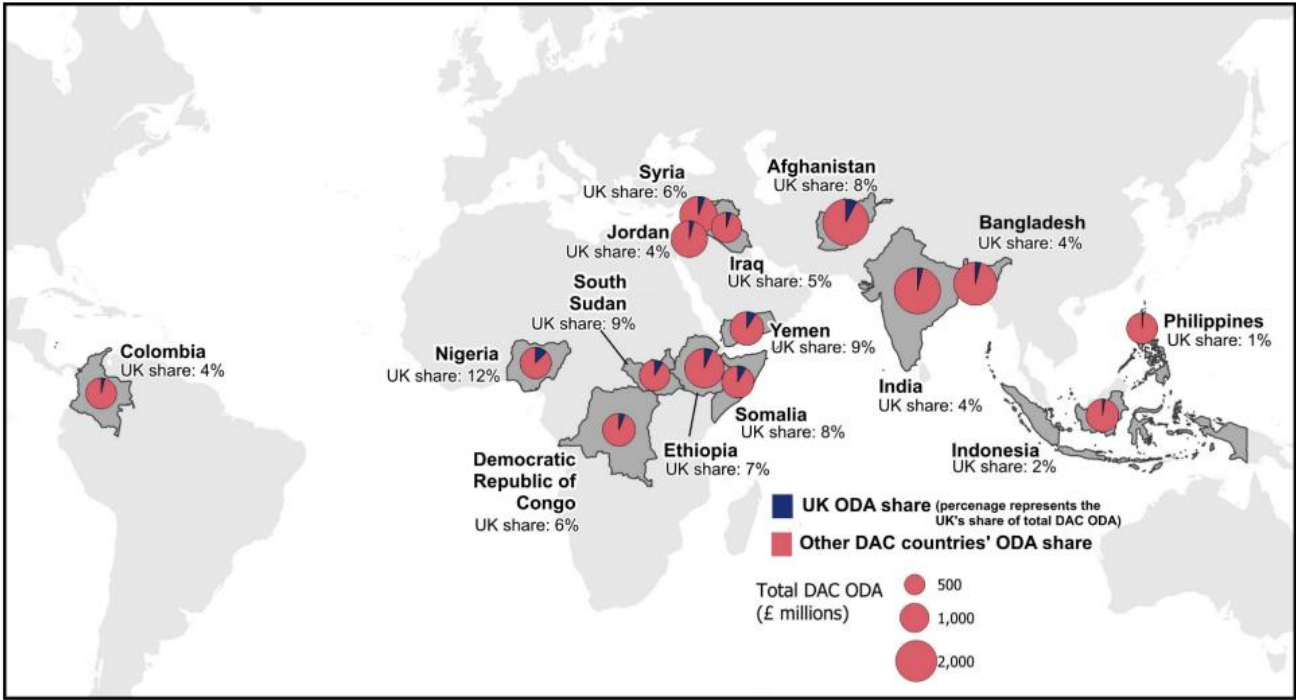 Syria
UK share: 6%
Afghanistan
UK share: 8%
Bangladesh
UK share: 4%
Jordan
UK share: 4%
Iraq
UK share: 5%
South
Sudan
UK share: 9%
Yemen
UK share: 9%
Philippines
UK share: 1%
Colombia
UK share: 4%
Nigeria
UK share: 12%
India
UK share: 4%
Somalia
UK share: 8%
Ethiopia
UK share: 7%
Indonesia
UK share: 2%
Democratic
Republic of
Congo
UK share: 6%
UK ODA share (percenage represents the
UK's share of total DAC ODA)
Other DAC countries' ODA share
Total DAC ODA
(£ millions)
500
1,000
2,000